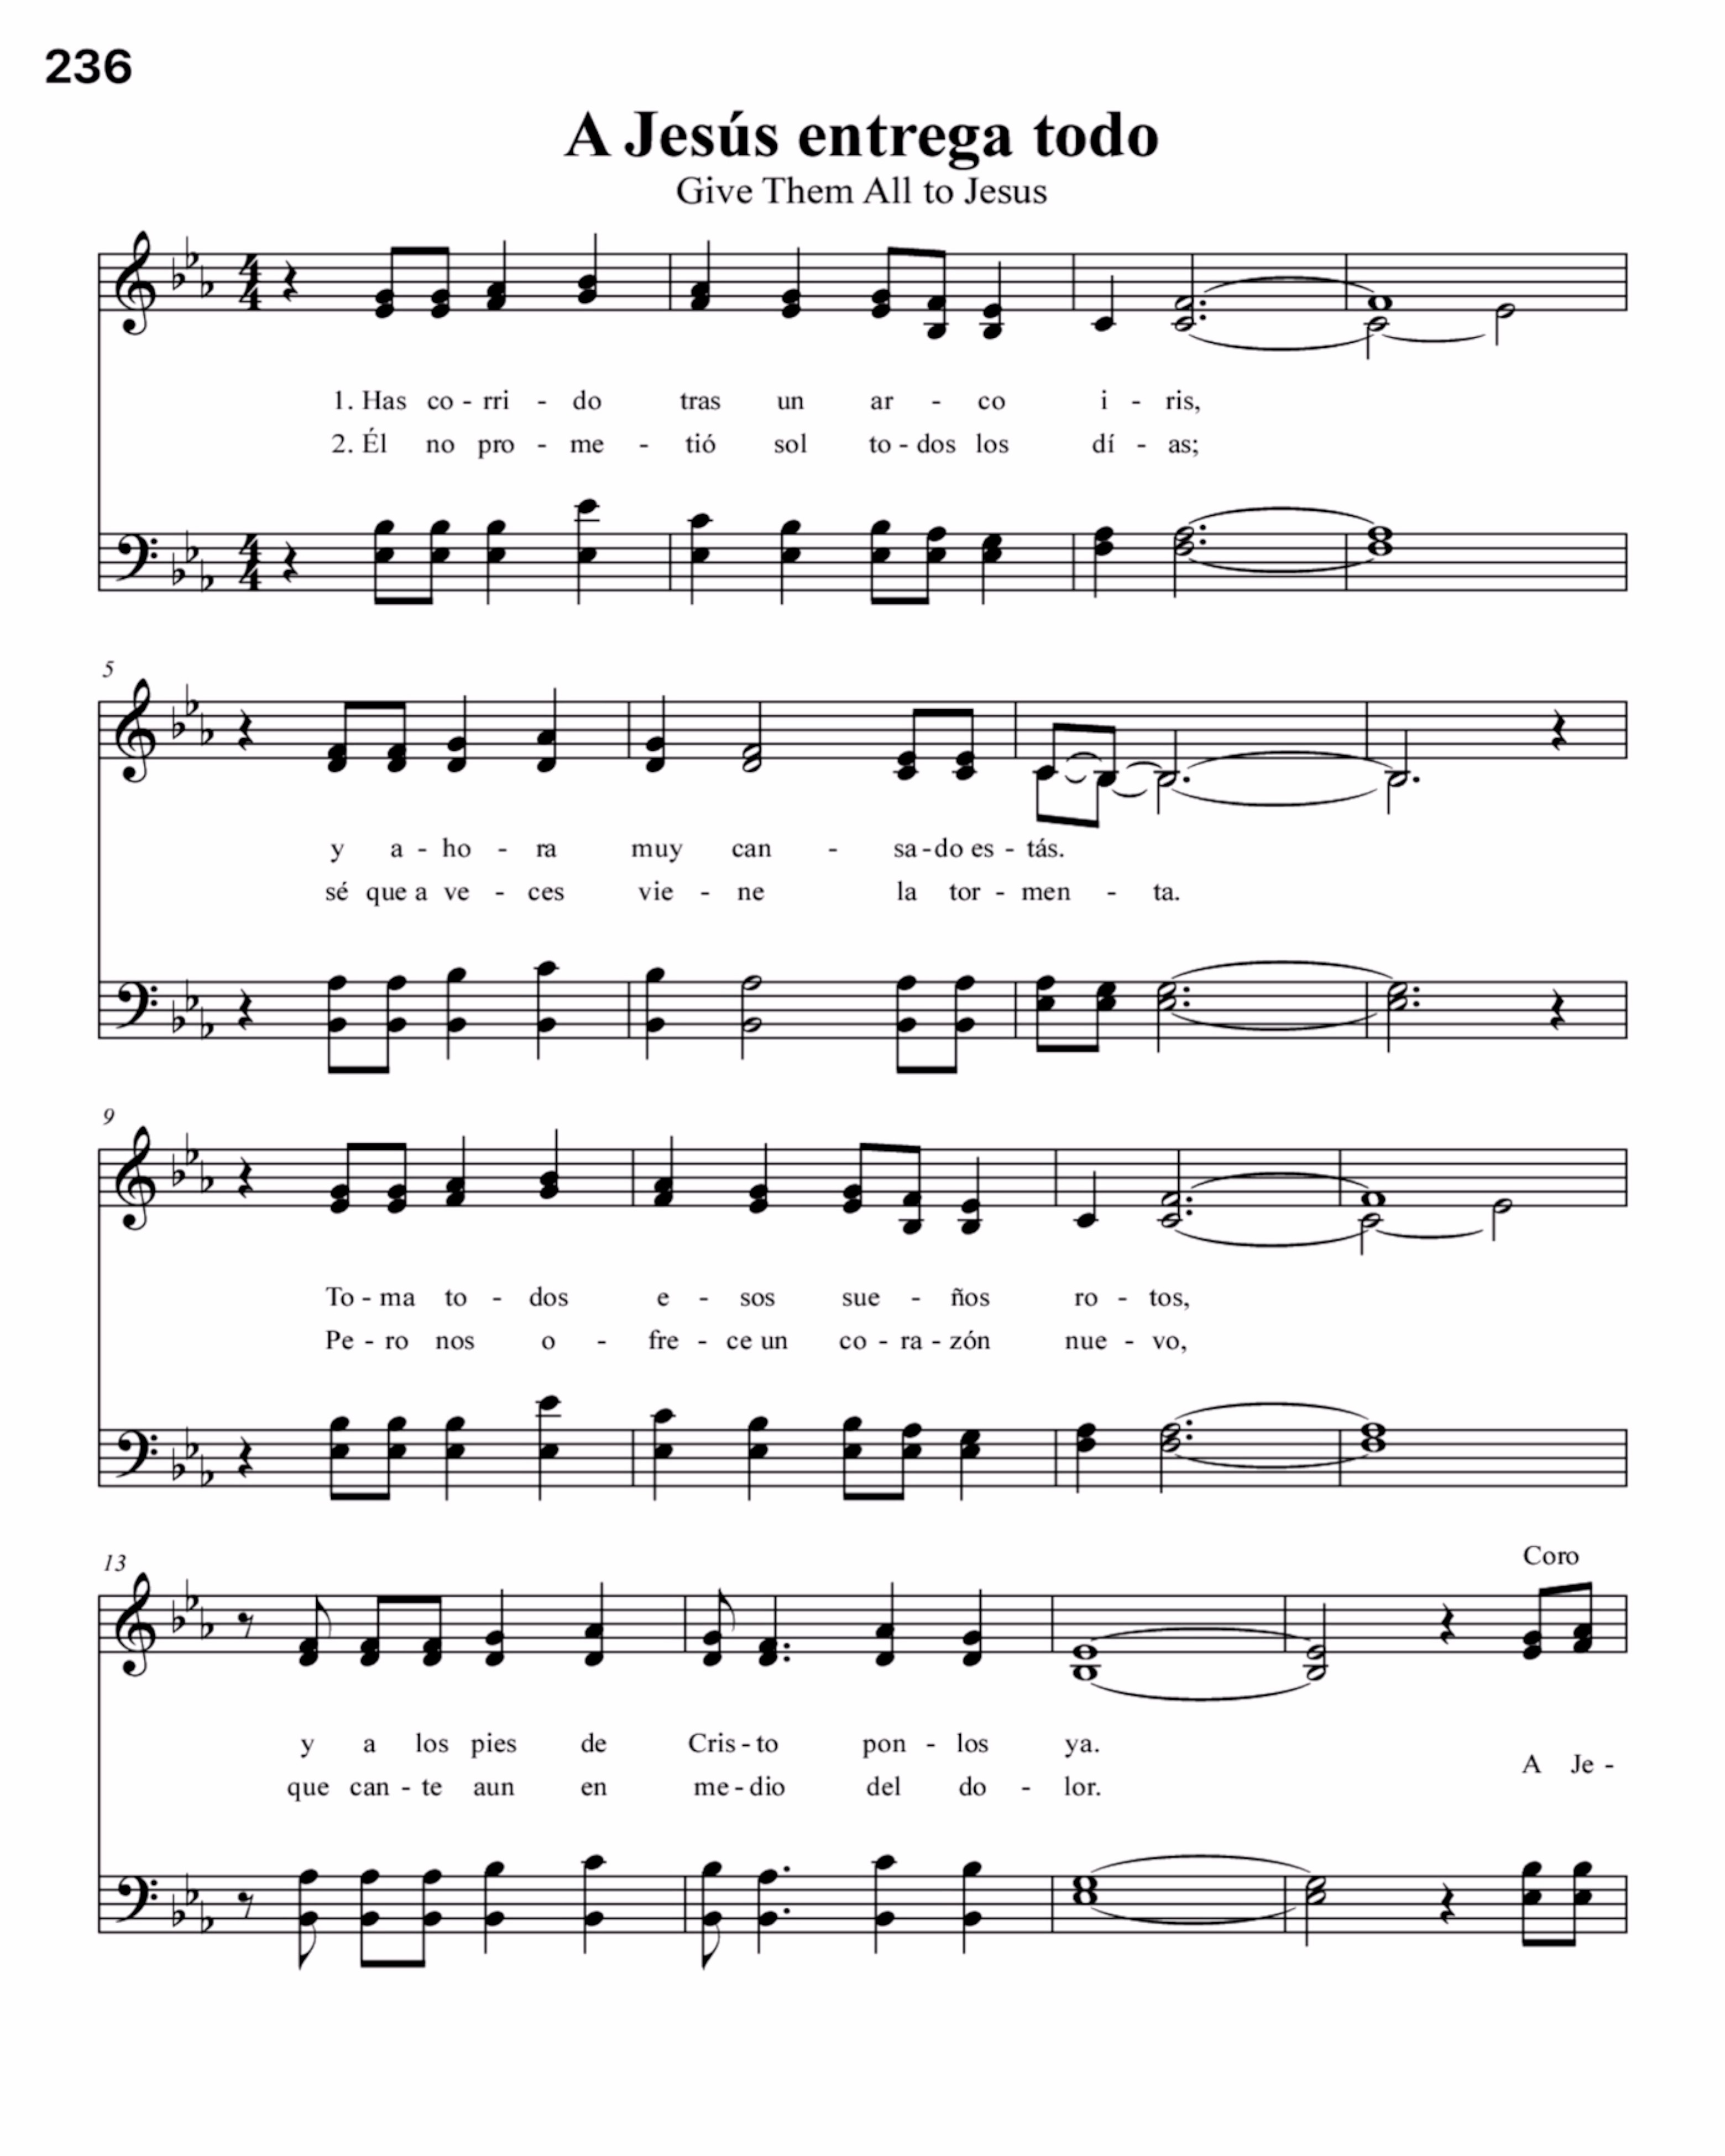 236
A Jesús entrega todo
Give Them All to Jesus
1. Has co - rri - do tras un ar - co i - ris,
2. Él no pro - me - tió sol to - dos los dí - as;
5
y a - ho - ra muy can - sa - do es - tás.
sé que a ve - ces vie - ne la tor - men - ta.
9
To - ma to - dos e - sos sue - ños ro - tos,
Pe - ro nos o - fre - ce un co - ra - zón nue - vo,
13
Coro
y a los pies de Cris - to pon - los ya.
A Je -
que can - te aun en me - dio del do - lor.